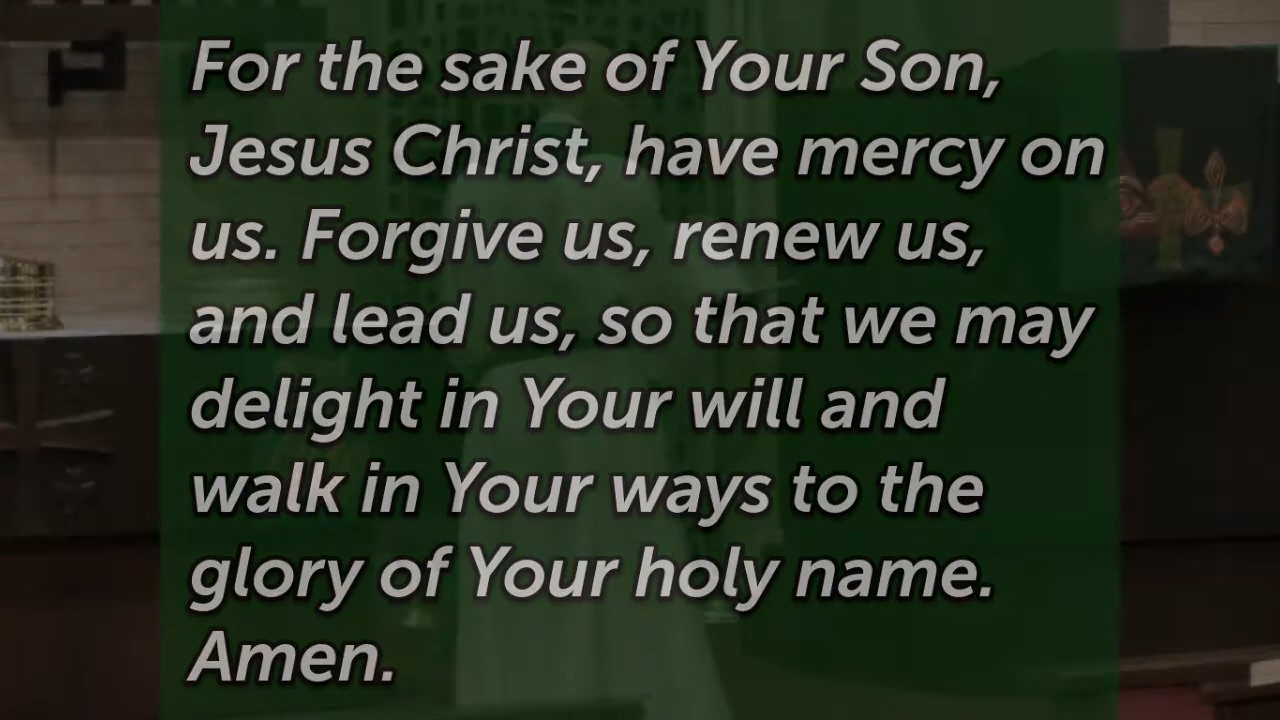 For the sake of Your Son,
Jesus Christ, have mercy on
us. Forgive us, renew us,
and lead us, so that we may
delight in Your will and
walk in Your ways to the
glory of Your holy name.
Amen.